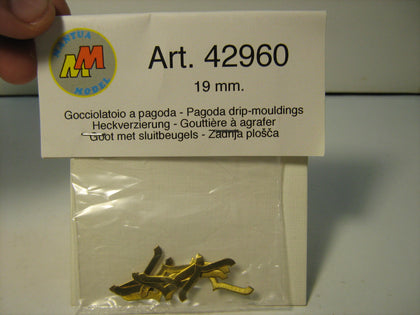 MANTUA
MM
MODEL
Art. 42960
19 mm.
Gocciolatoio a pagoda - Pagoda drip-mouldings
Heckverzierung - Gouttière à agrafer
Goot met sluitbeugels - Zadnja plošča